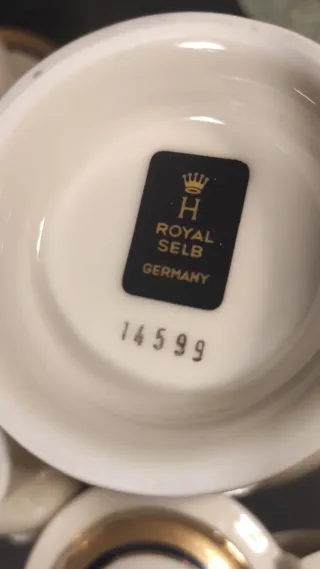 H
ROYAL
SELB
GERMANY
14599